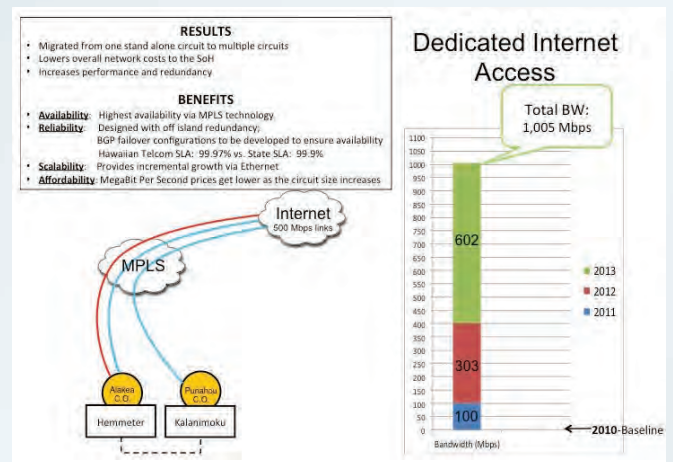 RESULTS
• Migrated from one stand alone circuit to multiple circuits
• Lowers overall network costs to the SoH
• Increases performance and redundancy
BENEFITS
• Availability: Highest availability via MPLS technology
• Reliability: Designed with off island redundancy;
BGP failover configurations to be developed to ensure availability
Hawaiian Telcom SLA: 99.97% vs. State SLA: 99.9%
• Scalability: Provides incremental growth via Ethernet
• Affordability: MegaBit Per Second prices get lower as the circuit size increases
Internet
500 Mbps links
MPLS
Alakea
C.O.
Punahou
C.O.
Hemmeter
Kalanimoku
Dedicated Internet
Access
Total BW:
1,005 Mbps
1100
1050
1000
950
900
850
800
750
700
650
600
550
500
450
400
350
300
250
200
150
100
50
0
602
303
100
2013
2012
2011
2010-Baseline
Bandwidth (Mbps)